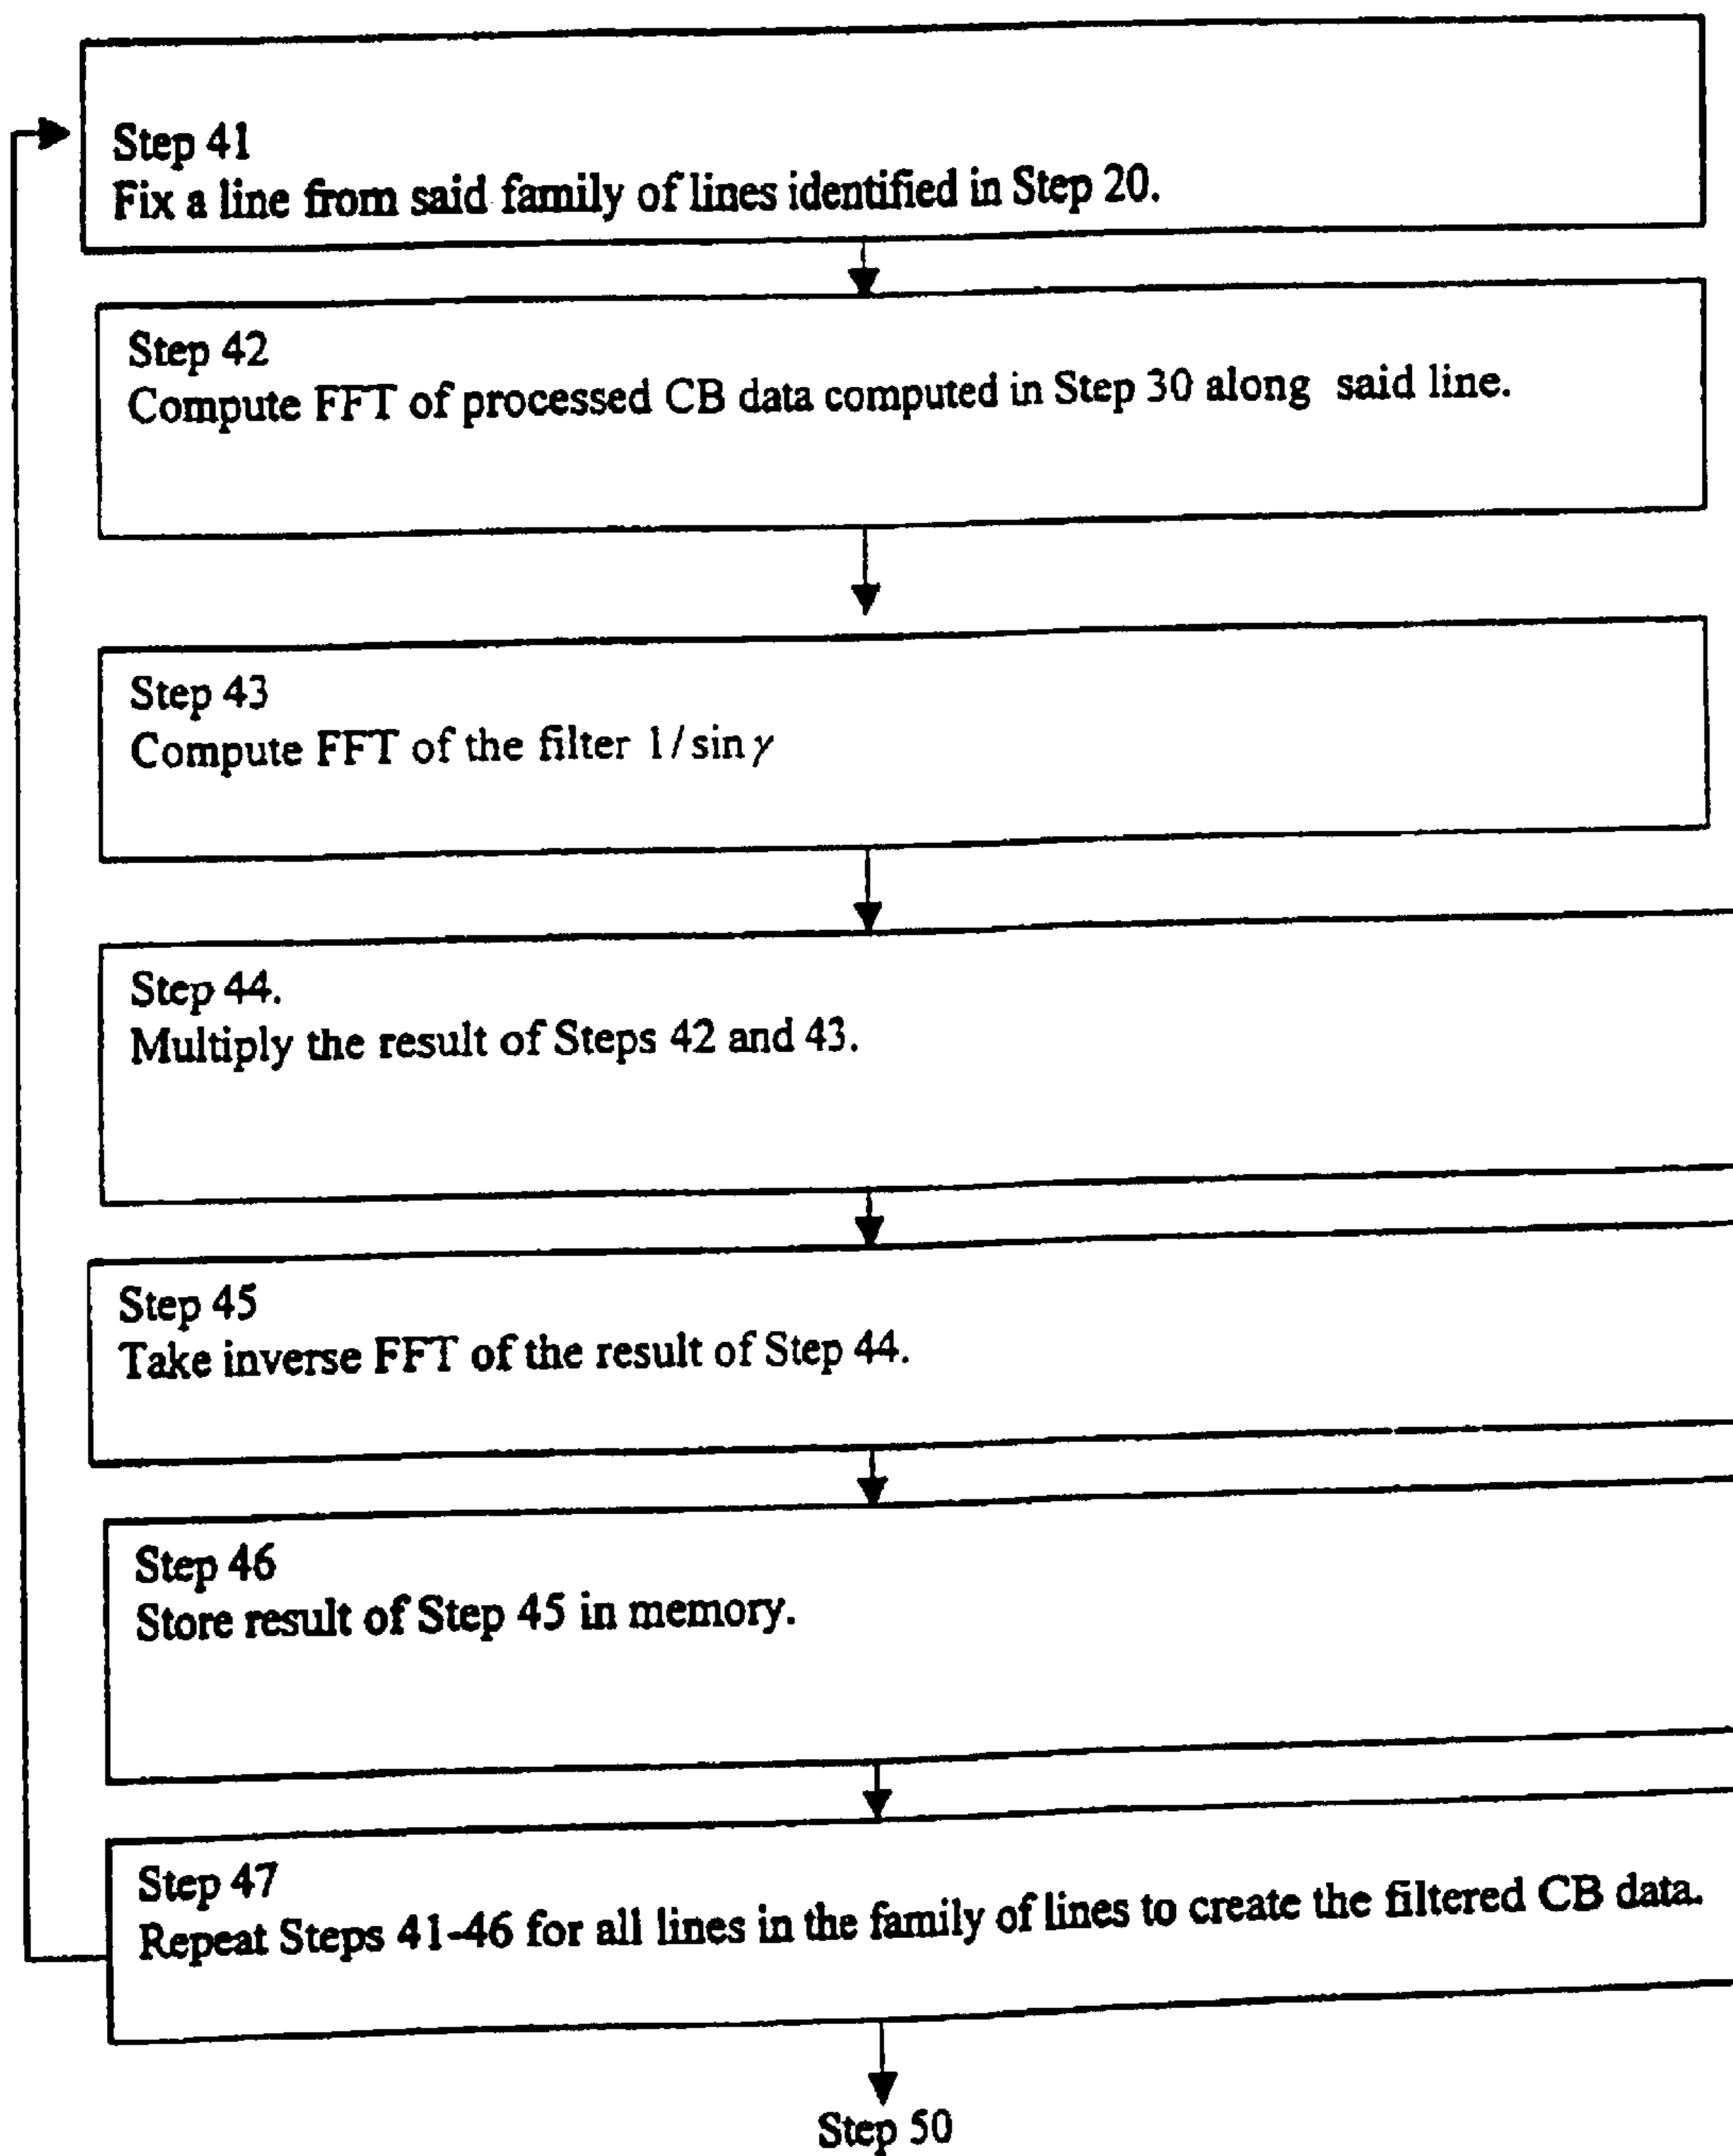 Step 41
Fix a line from said family of lines identified in Step 20.
Step 42
Compute FFT of processed CB data computed in Step 30 along said line.
Step 43
Compute FFT of the filter 1/sin γ
Step 44.
Multiply the result of Steps 42 and 43.
Step 45
Take inverse FFT of the result of Step 44.
Step 46
Store result of Step 45 in memory.
Step 47
Repeat Steps 41-46 for all lines in the family of lines to create the filtered CB data.
Step 50